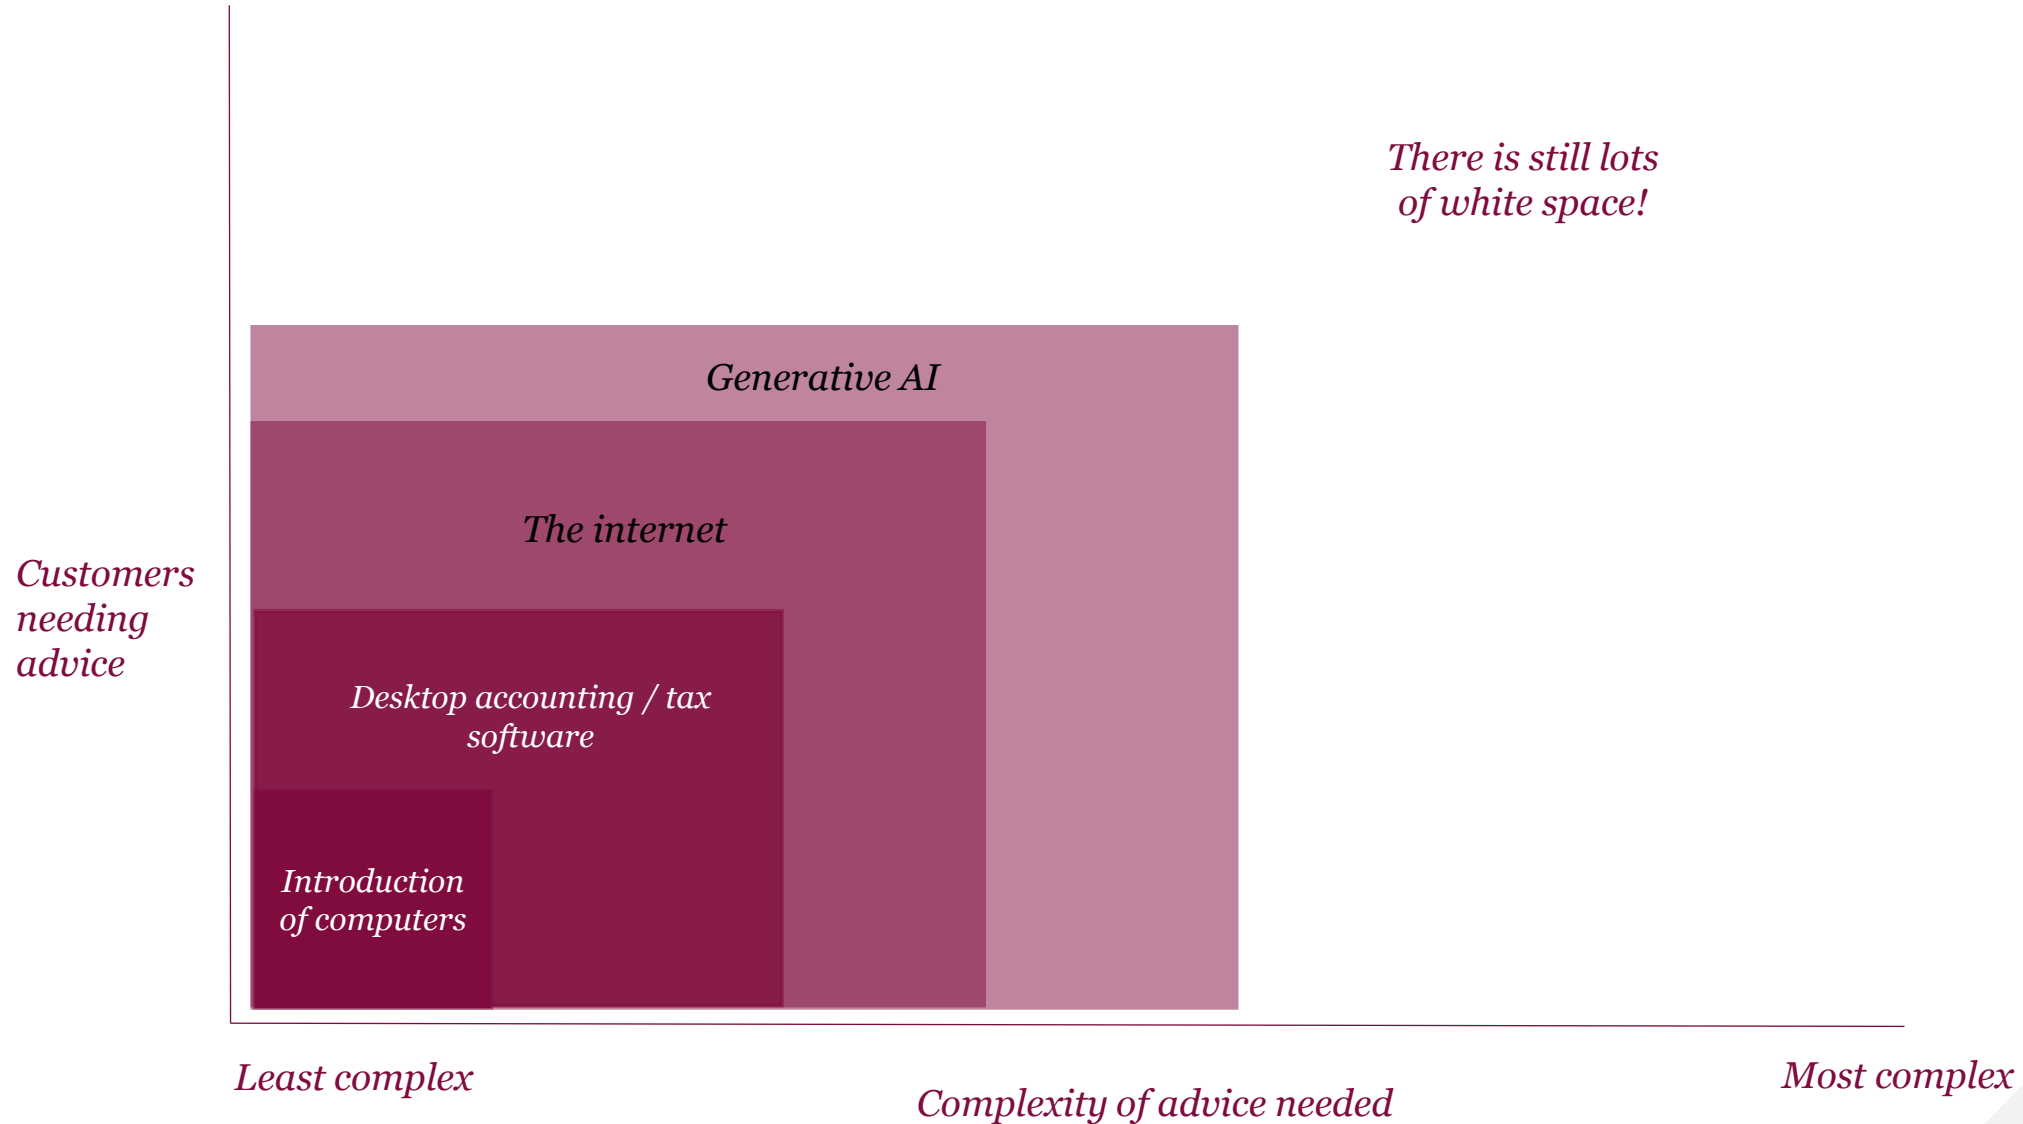 There is still lots
of white space!
Generative AI
The internet
Customers
needing
advice
Desktop accounting / tax
software
Introduction
of computers
Least complex
Most complex
Complexity of advice needed